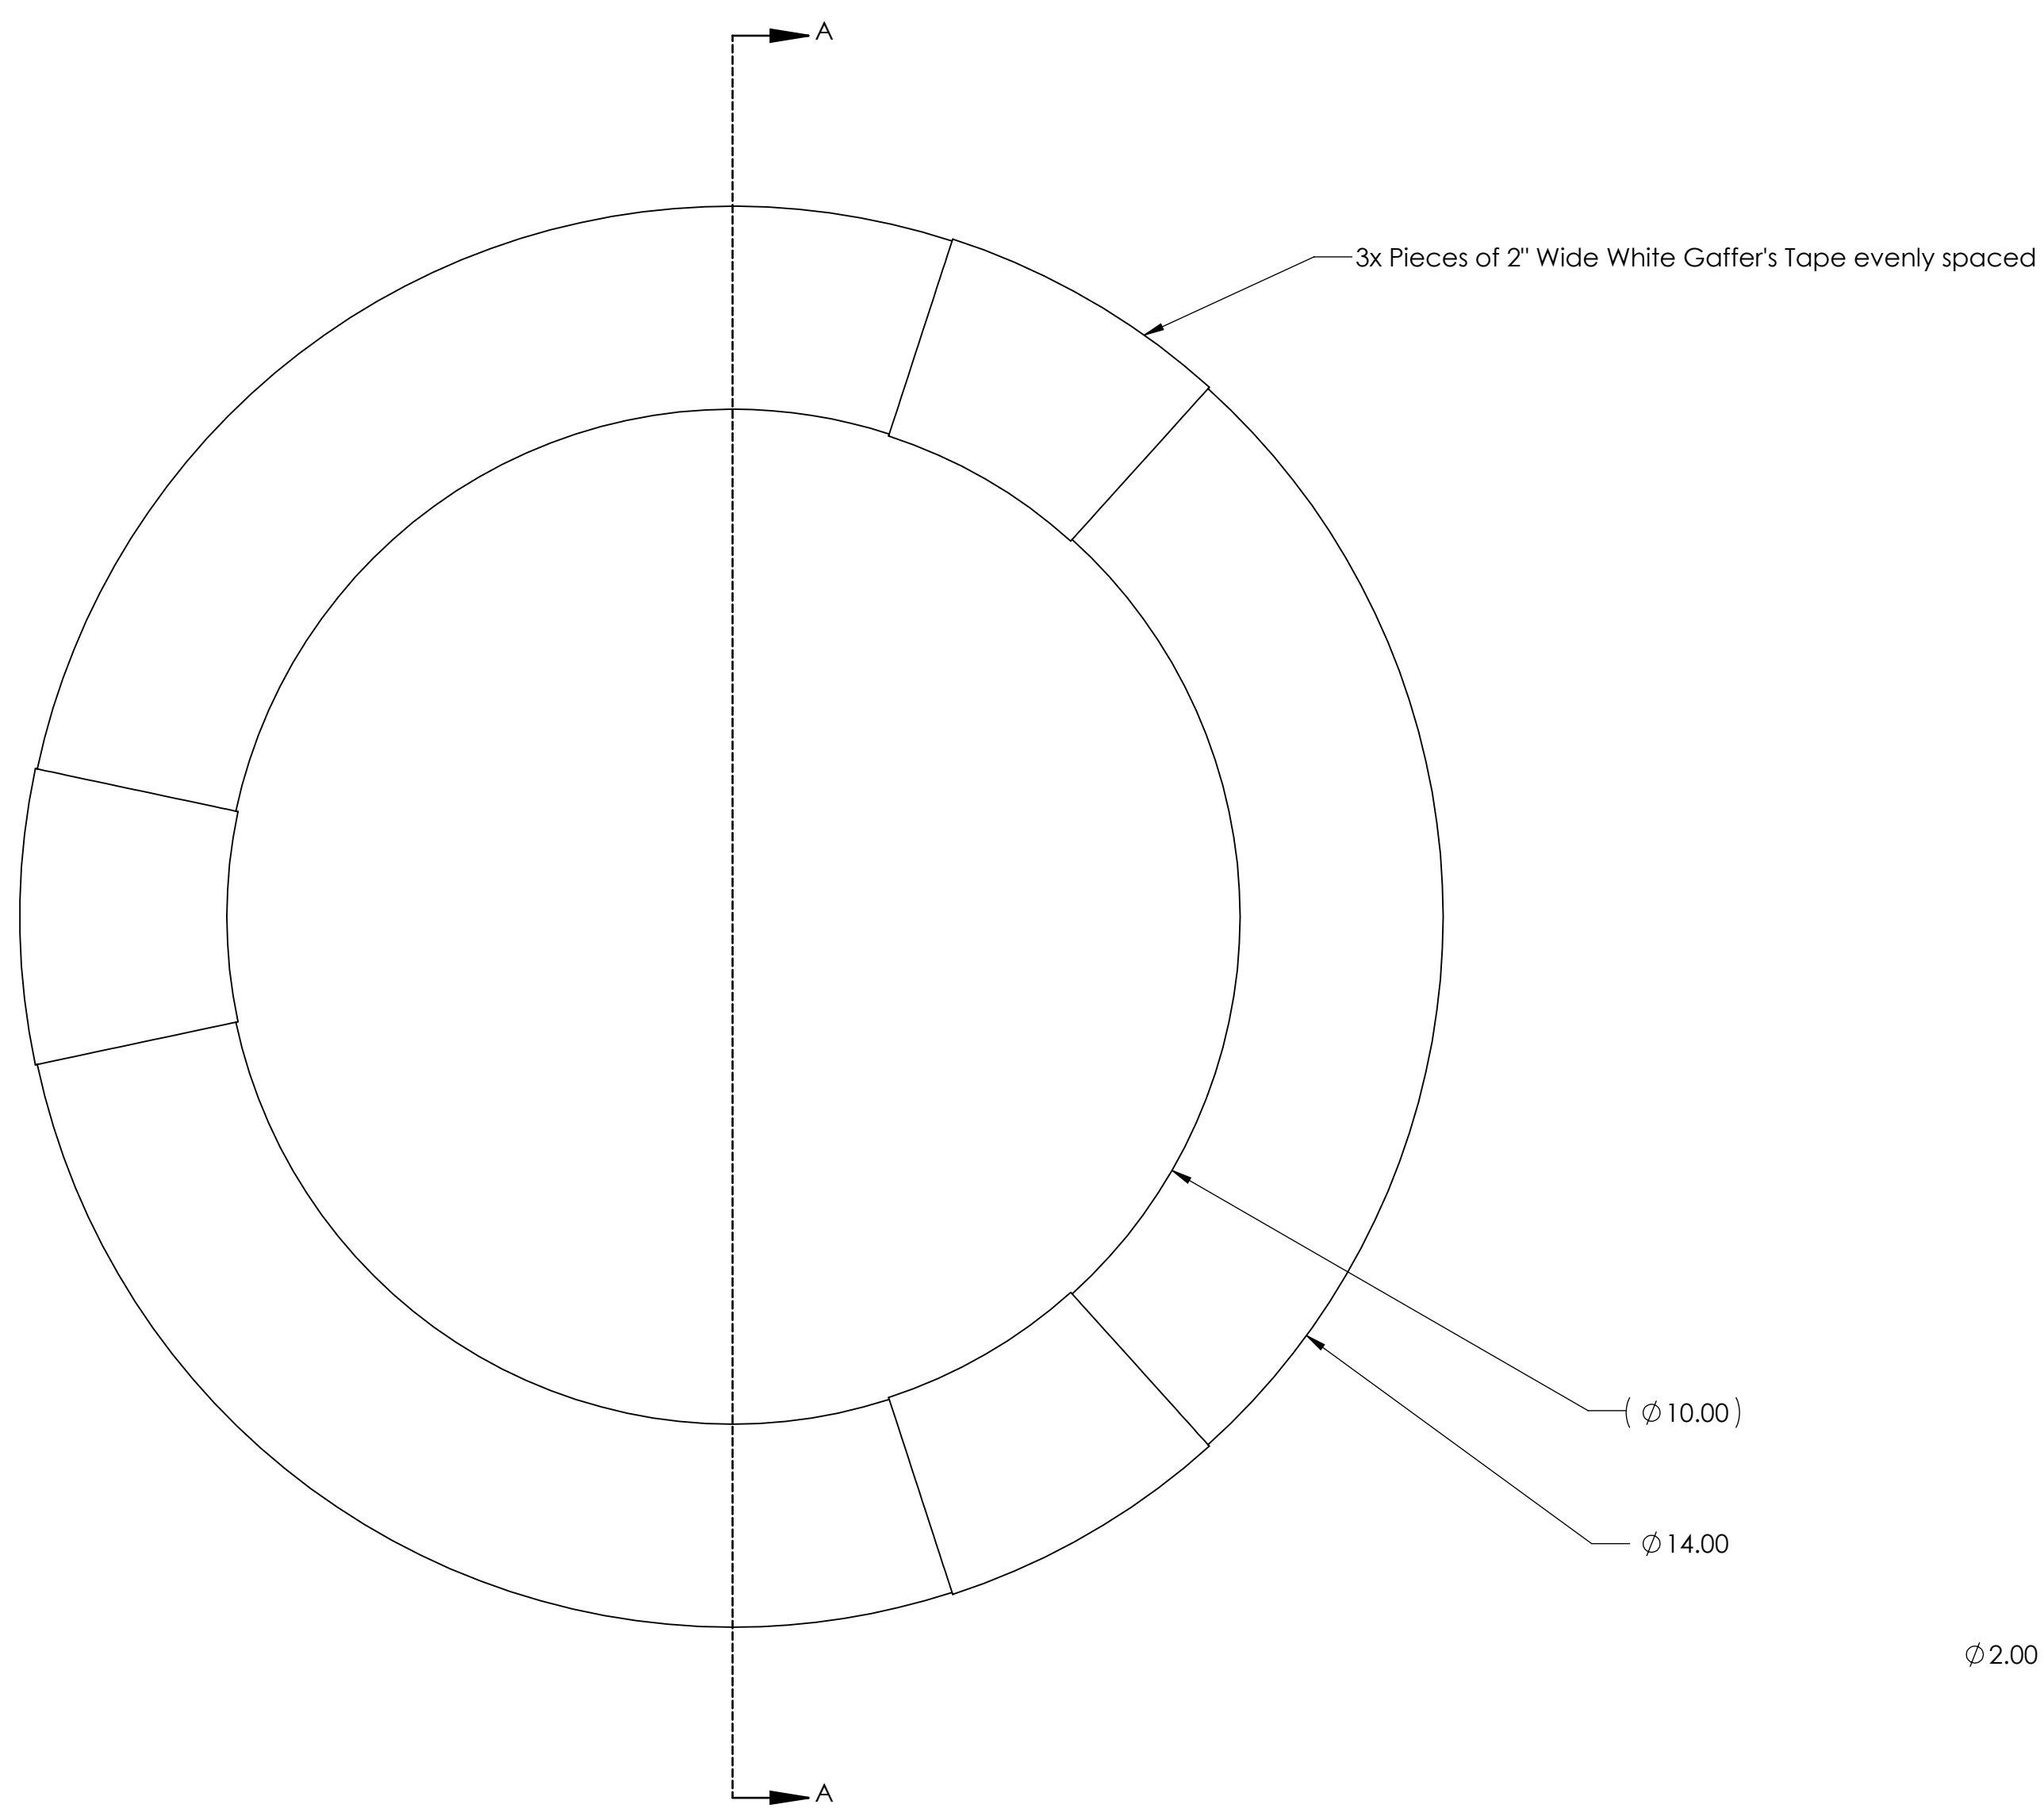 A
3x Pieces of 2" Wide White Gaffer's Tape evenly spaced
(⌀10.00)
⌀14.00
⌀2.00
A